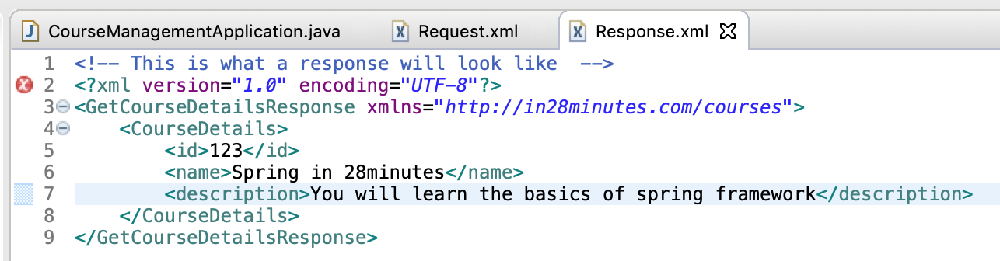 CourseManagementApplication.java Request.xml Response.xml
1 <!-- This is what a response will look like  -->
2 <?xml version="1.0" encoding="UTF-8"?>
3 <GetCourseDetailsResponse xmlns="http://in28minutes.com/courses">
4     <CourseDetails>
5         <id>123</id>
6         <name>Spring in 28minutes</name>
7         <description>You will learn the basics of spring framework</description>
8     </CourseDetails>
9 </GetCourseDetailsResponse>